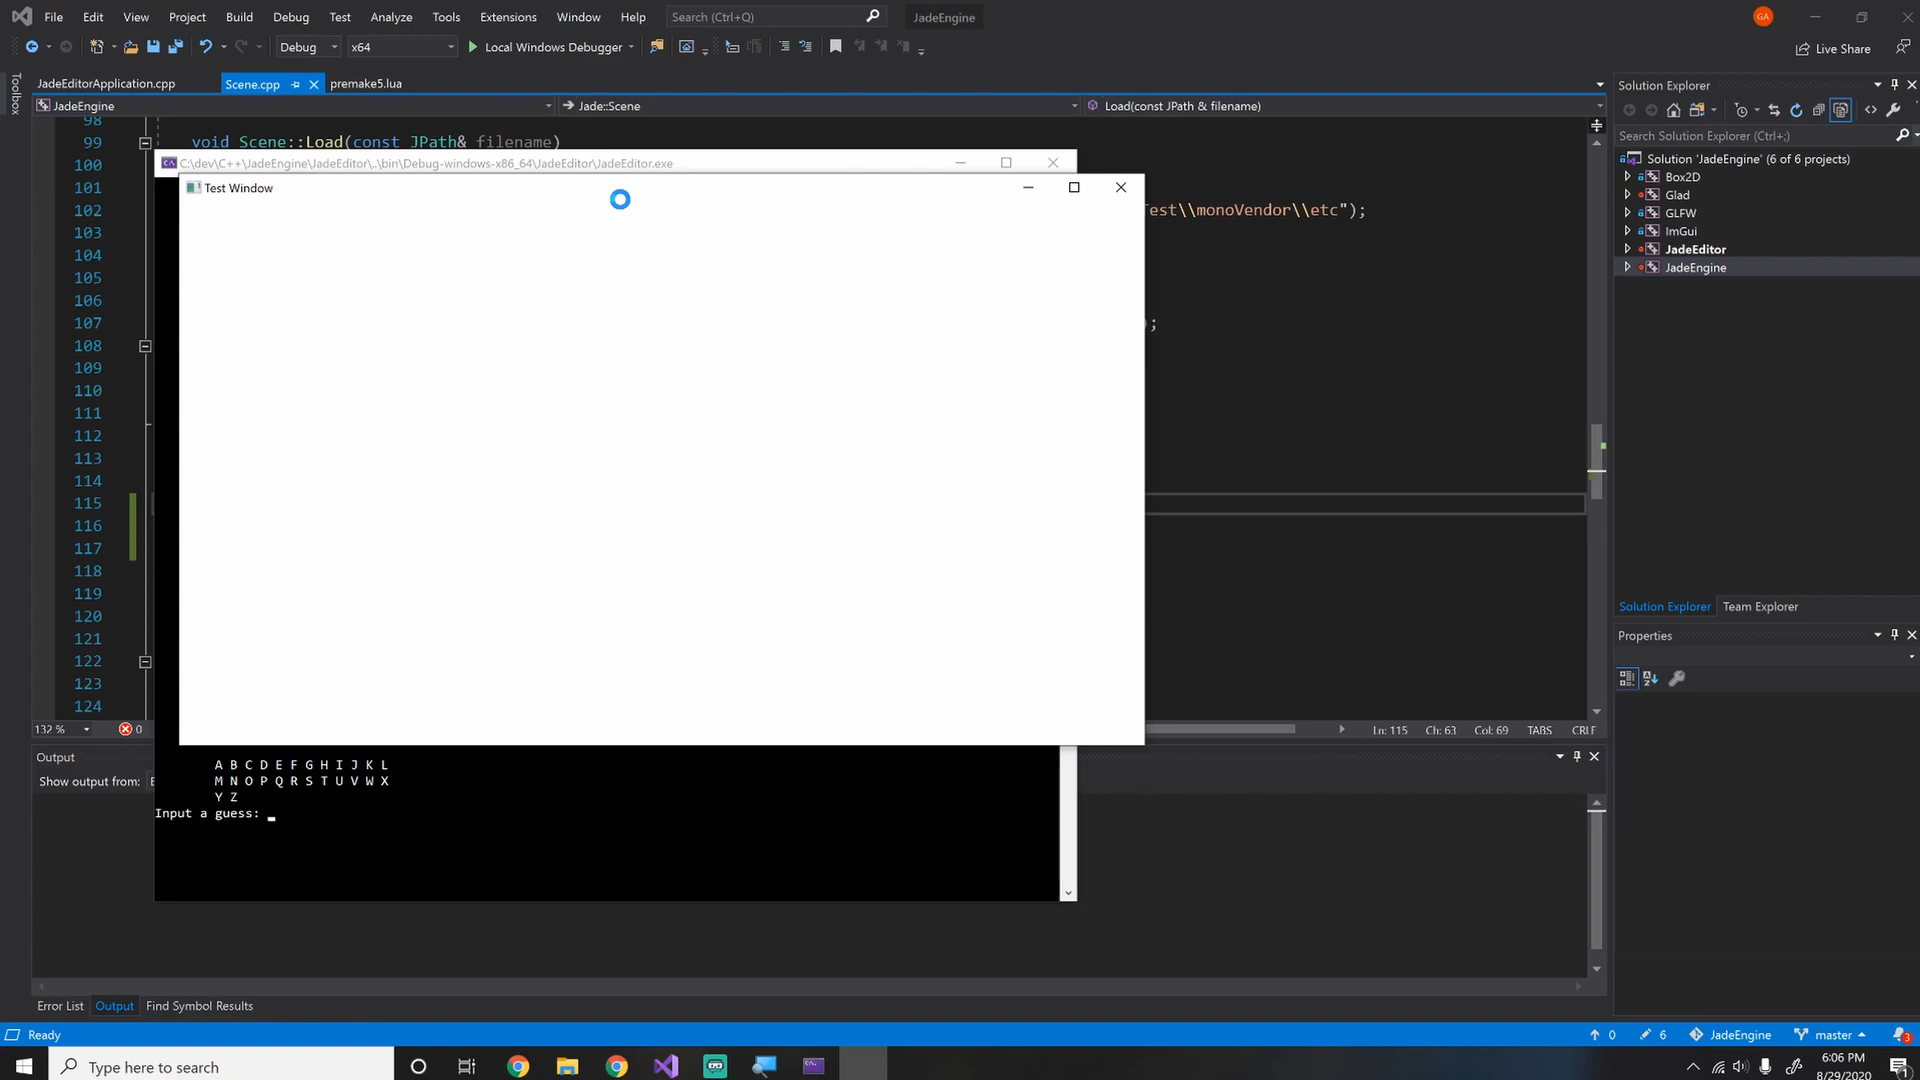 File Edit View Project Build Debug Test Analyze Tools Extensions Window Help Search (Ctrl+Q) JadeEngine GA
Debug x64 Local Windows Debugger Live Share
Toolbox
JadeEditorApplication.cpp Scene.cpp premake5.lua
JadeEngine Jade::Scene Load(const JPath & filename)
98
99 void Scene::Load(const JPath& filename)
100 C:\dev\C++\JadeEngine\JadeEditor\..\bin\Debug-windows-x86_64\JadeEditor\JadeEditor.exe
101 Test Window
102 Test\\monoVendor\\etc");
103
104
105
106
107 );
108
109
110
111
112
113
114
115
116
117
118
119
120
121
122
123
124
132 % 0 Ln: 115 Ch: 63 Col: 69 TABS CRLF
Output
Show output from:
A B C D E F G H I J K L
M N O P Q R S T U V W X
Y Z
Input a guess: _
Error List Output Find Symbol Results
Solution Explorer
Search Solution Explorer (Ctrl+;)
Solution 'JadeEngine' (6 of 6 projects)
Box2D
Glad
GLFW
ImGui
JadeEditor
JadeEngine
Solution Explorer Team Explorer
Properties
Ready 0 6 JadeEngine master 3
Type here to search
6:06 PM
8/29/2020
1